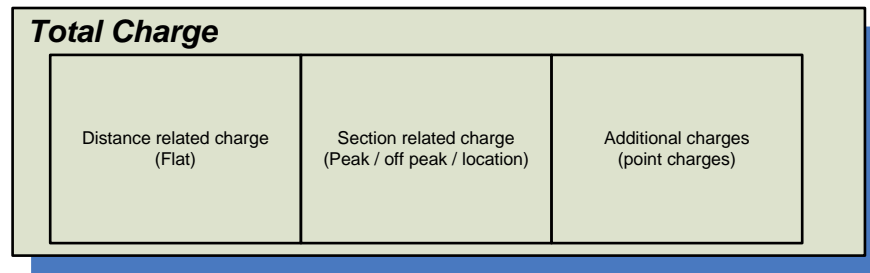 Total Charge
Distance related charge
(Flat)
Section related charge
(Peak / off peak / location)
Additional charges
(point charges)